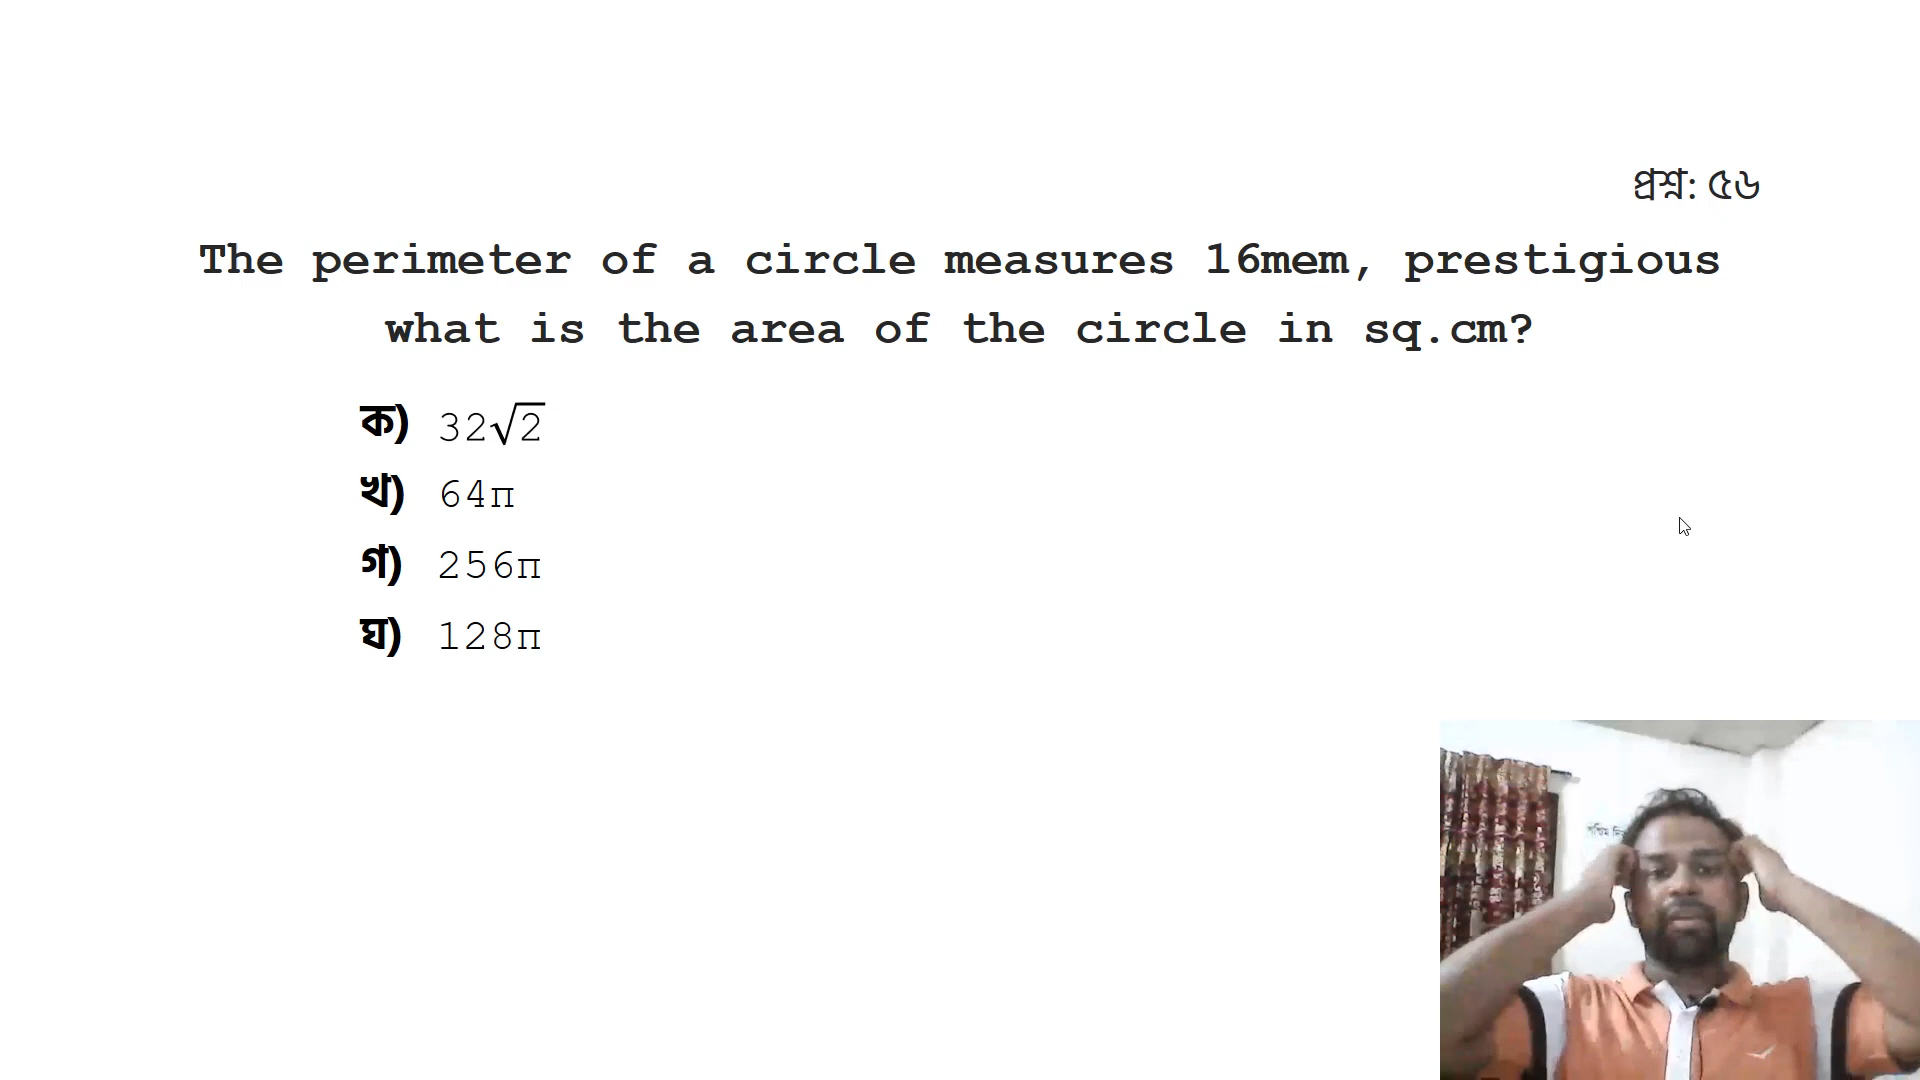 প্রশ্ন: ৫৬
The perimeter of a circle measures 16mem, prestigious
what is the area of the circle in sq.cm?
ক) 32√2
খ) 64π
গ) 256π
ঘ) 128π